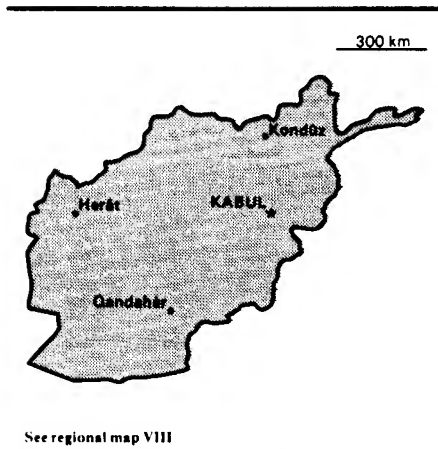 300 km
Kondūz
Herāt
KABUL
Qandahār
See regional map VIII